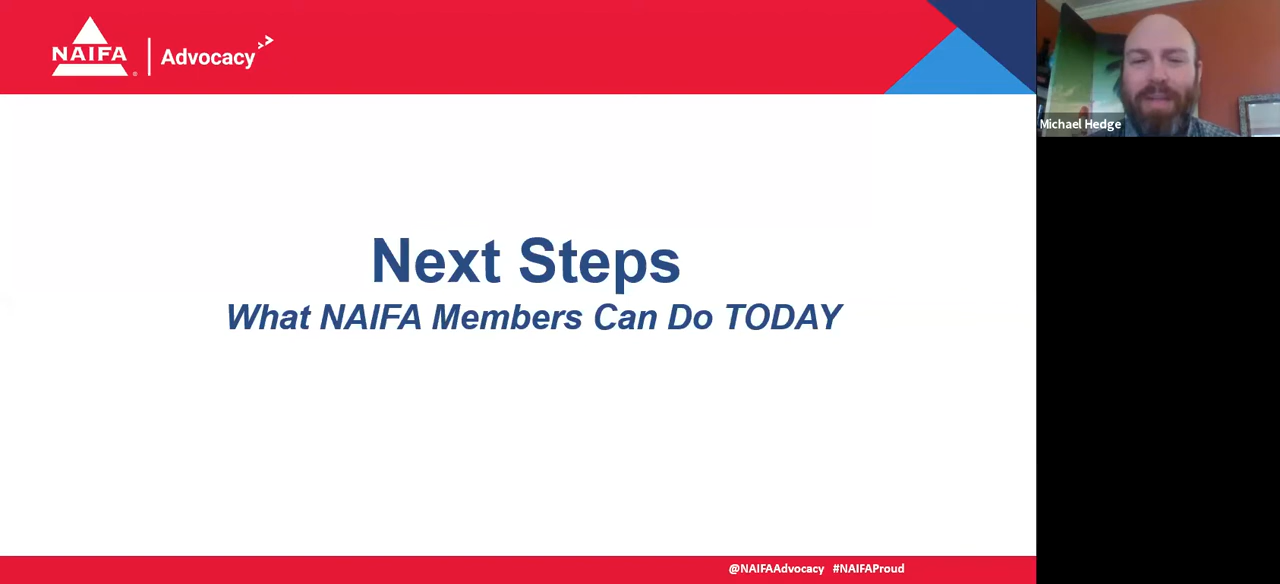 NAIFA
Advocacy
Michael Hedge
Next Steps
What NAIFA Members Can Do TODAY
@NAIFAAdvocacy #NAIFAProud